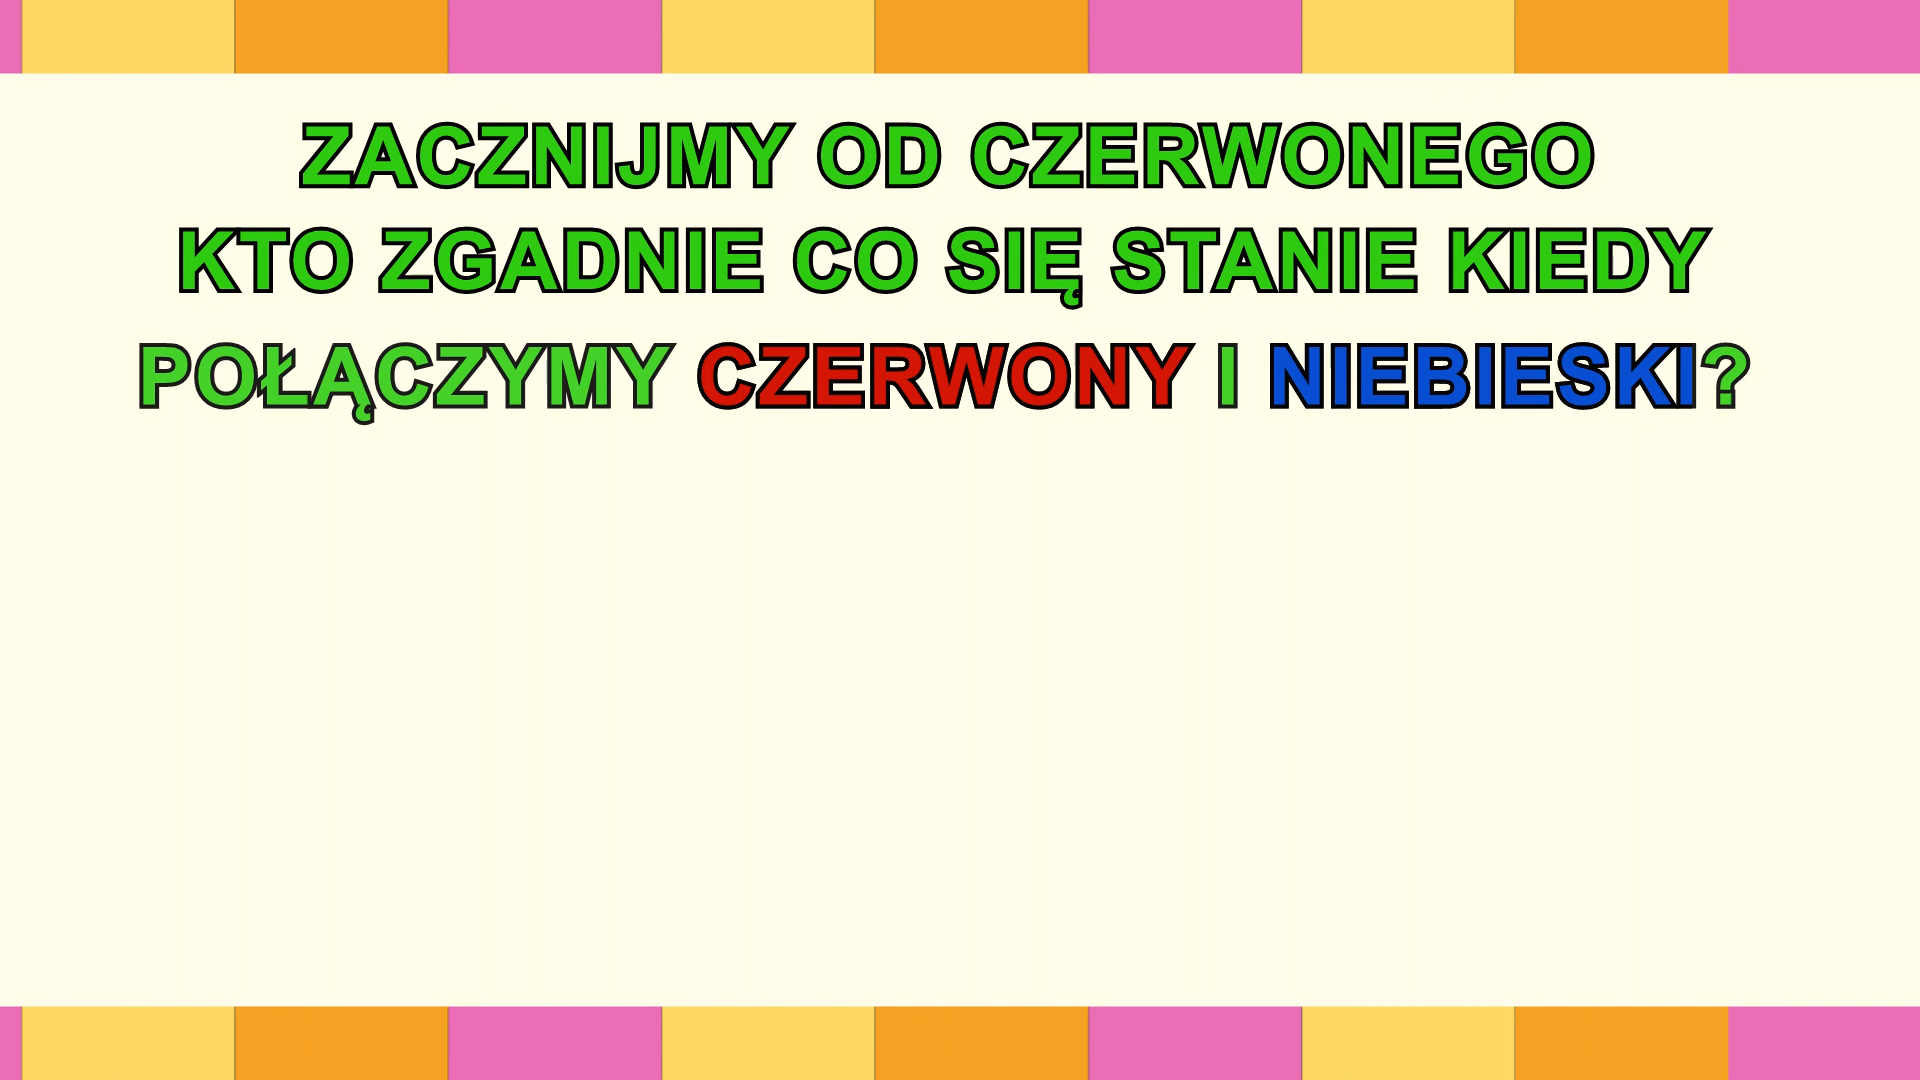 ZACZNIJMY OD CZERWONEGO
KTO ZGADNIE CO SIĘ STANIE KIEDY
POŁĄCZYMY CZERWONY I NIEBIESKI?